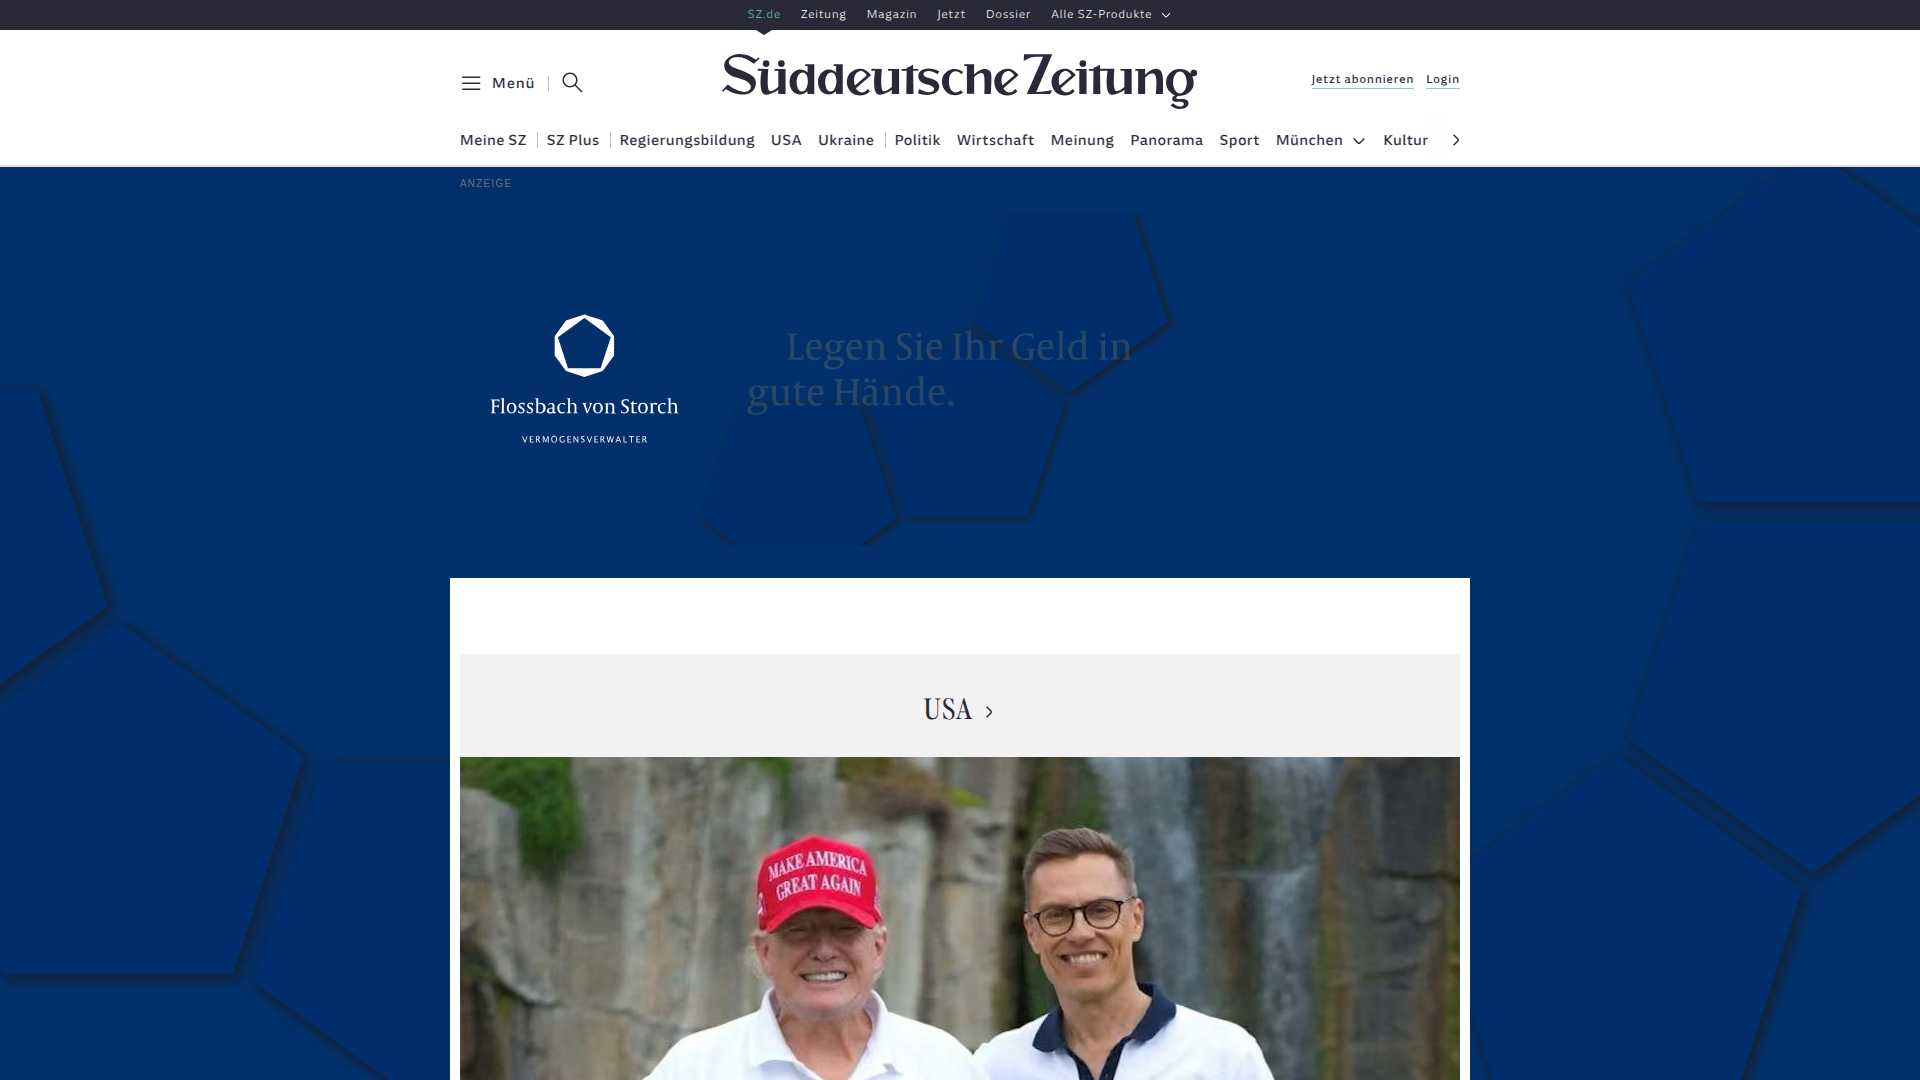 SZ.de Zeitung Magazin Jetzt Dossier Alle SZ-Produkte
Menü
Süddeutsche Zeitung
Jetzt abonnieren Login
Meine SZ SZ Plus Regierungsbildung USA Ukraine Politik Wirtschaft Meinung Panorama Sport München Kultur
ANZEIGE
Flossbach von Storch
VERMÖGENSVERWALTER
Legen Sie Ihr Geld in
gute Hände.
USA
MAKE AMERICA
GREAT AGAIN